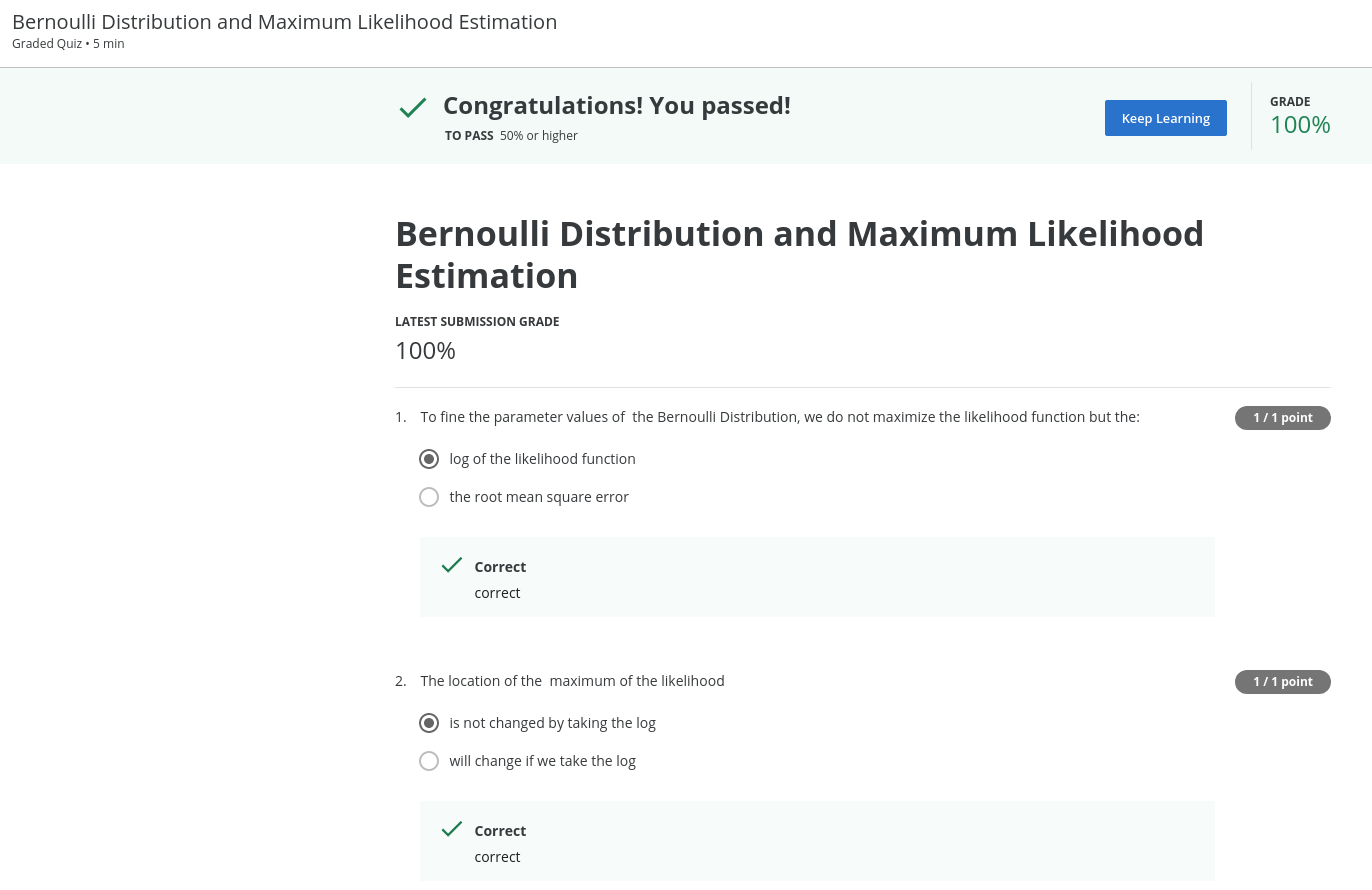 Bernoulli Distribution and Maximum Likelihood Estimation
Graded Quiz • 5 min
Congratulations! You passed!
TO PASS 50% or higher
Keep Learning
GRADE
100%
Bernoulli Distribution and Maximum Likelihood
Estimation
LATEST SUBMISSION GRADE
100%
1. To fine the parameter values of  the Bernoulli Distribution, we do not maximize the likelihood function but the:
1 / 1 point
log of the likelihood function
the root mean square error
Correct
correct
2. The location of the  maximum of the likelihood
1 / 1 point
is not changed by taking the log
will change if we take the log
Correct
correct